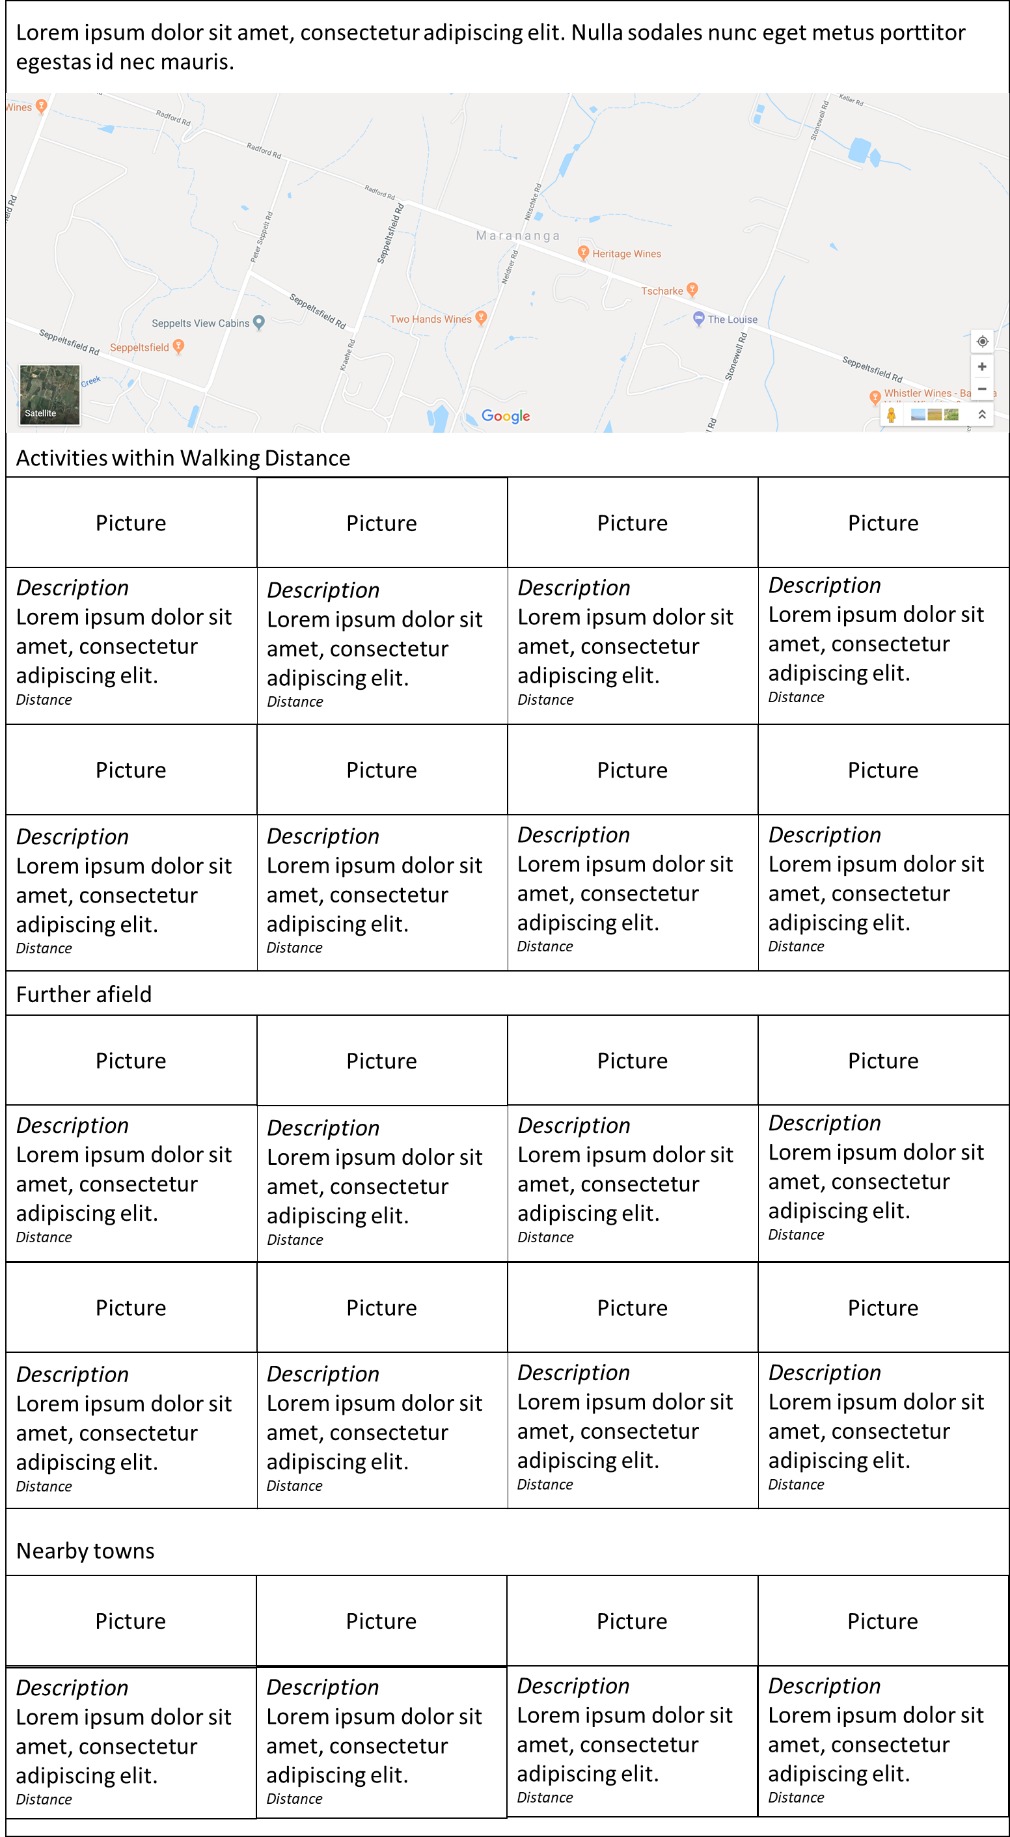 Lorem ipsum dolor sit amet, consectetur adipiscing elit. Nulla sodales nunc eget metus porttitor
egestas id nec mauris.
Wines
Radford Rd
Radford Rd
Radford Rd
Stonewell Rd
Kaller Rd
Peter Seppelt Rd
Seppeltsfield Rd
Nitschke Rd
Marananga
Neldner Rd
Heritage Wines
Tscharke
The Louise
Seppeltsfield Rd
Two Hands Wines
Seppelts View Cabins
Seppeltsfield
Seppeltsfield Rd
Kraehe Rd
Stonewell Rd
Seppeltsfield Rd
Creek
Satellite
Google
Whistler Wines - Ba
Rd
Activities within Walking Distance
Picture Picture Picture Picture
Description Description Description Description
Lorem ipsum dolor sit Lorem ipsum dolor sit Lorem ipsum dolor sit Lorem ipsum dolor sit
amet, consectetur amet, consectetur amet, consectetur amet, consectetur
adipiscing elit. adipiscing elit. adipiscing elit. adipiscing elit.
Distance Distance Distance Distance
Picture Picture Picture Picture
Description Description Description Description
Lorem ipsum dolor sit Lorem ipsum dolor sit Lorem ipsum dolor sit Lorem ipsum dolor sit
amet, consectetur amet, consectetur amet, consectetur amet, consectetur
adipiscing elit. adipiscing elit. adipiscing elit. adipiscing elit.
Distance Distance Distance Distance
Further afield
Picture Picture Picture Picture
Description Description Description Description
Lorem ipsum dolor sit Lorem ipsum dolor sit Lorem ipsum dolor sit Lorem ipsum dolor sit
amet, consectetur amet, consectetur amet, consectetur amet, consectetur
adipiscing elit. adipiscing elit. adipiscing elit. adipiscing elit.
Distance Distance Distance Distance
Picture Picture Picture Picture
Description Description Description Description
Lorem ipsum dolor sit Lorem ipsum dolor sit Lorem ipsum dolor sit Lorem ipsum dolor sit
amet, consectetur amet, consectetur amet, consectetur amet, consectetur
adipiscing elit. adipiscing elit. adipiscing elit. adipiscing elit.
Distance Distance Distance Distance
Nearby towns
Picture Picture Picture Picture
Description Description Description Description
Lorem ipsum dolor sit Lorem ipsum dolor sit Lorem ipsum dolor sit Lorem ipsum dolor sit
amet, consectetur amet, consectetur amet, consectetur amet, consectetur
adipiscing elit. adipiscing elit. adipiscing elit. adipiscing elit.
Distance Distance Distance Distance